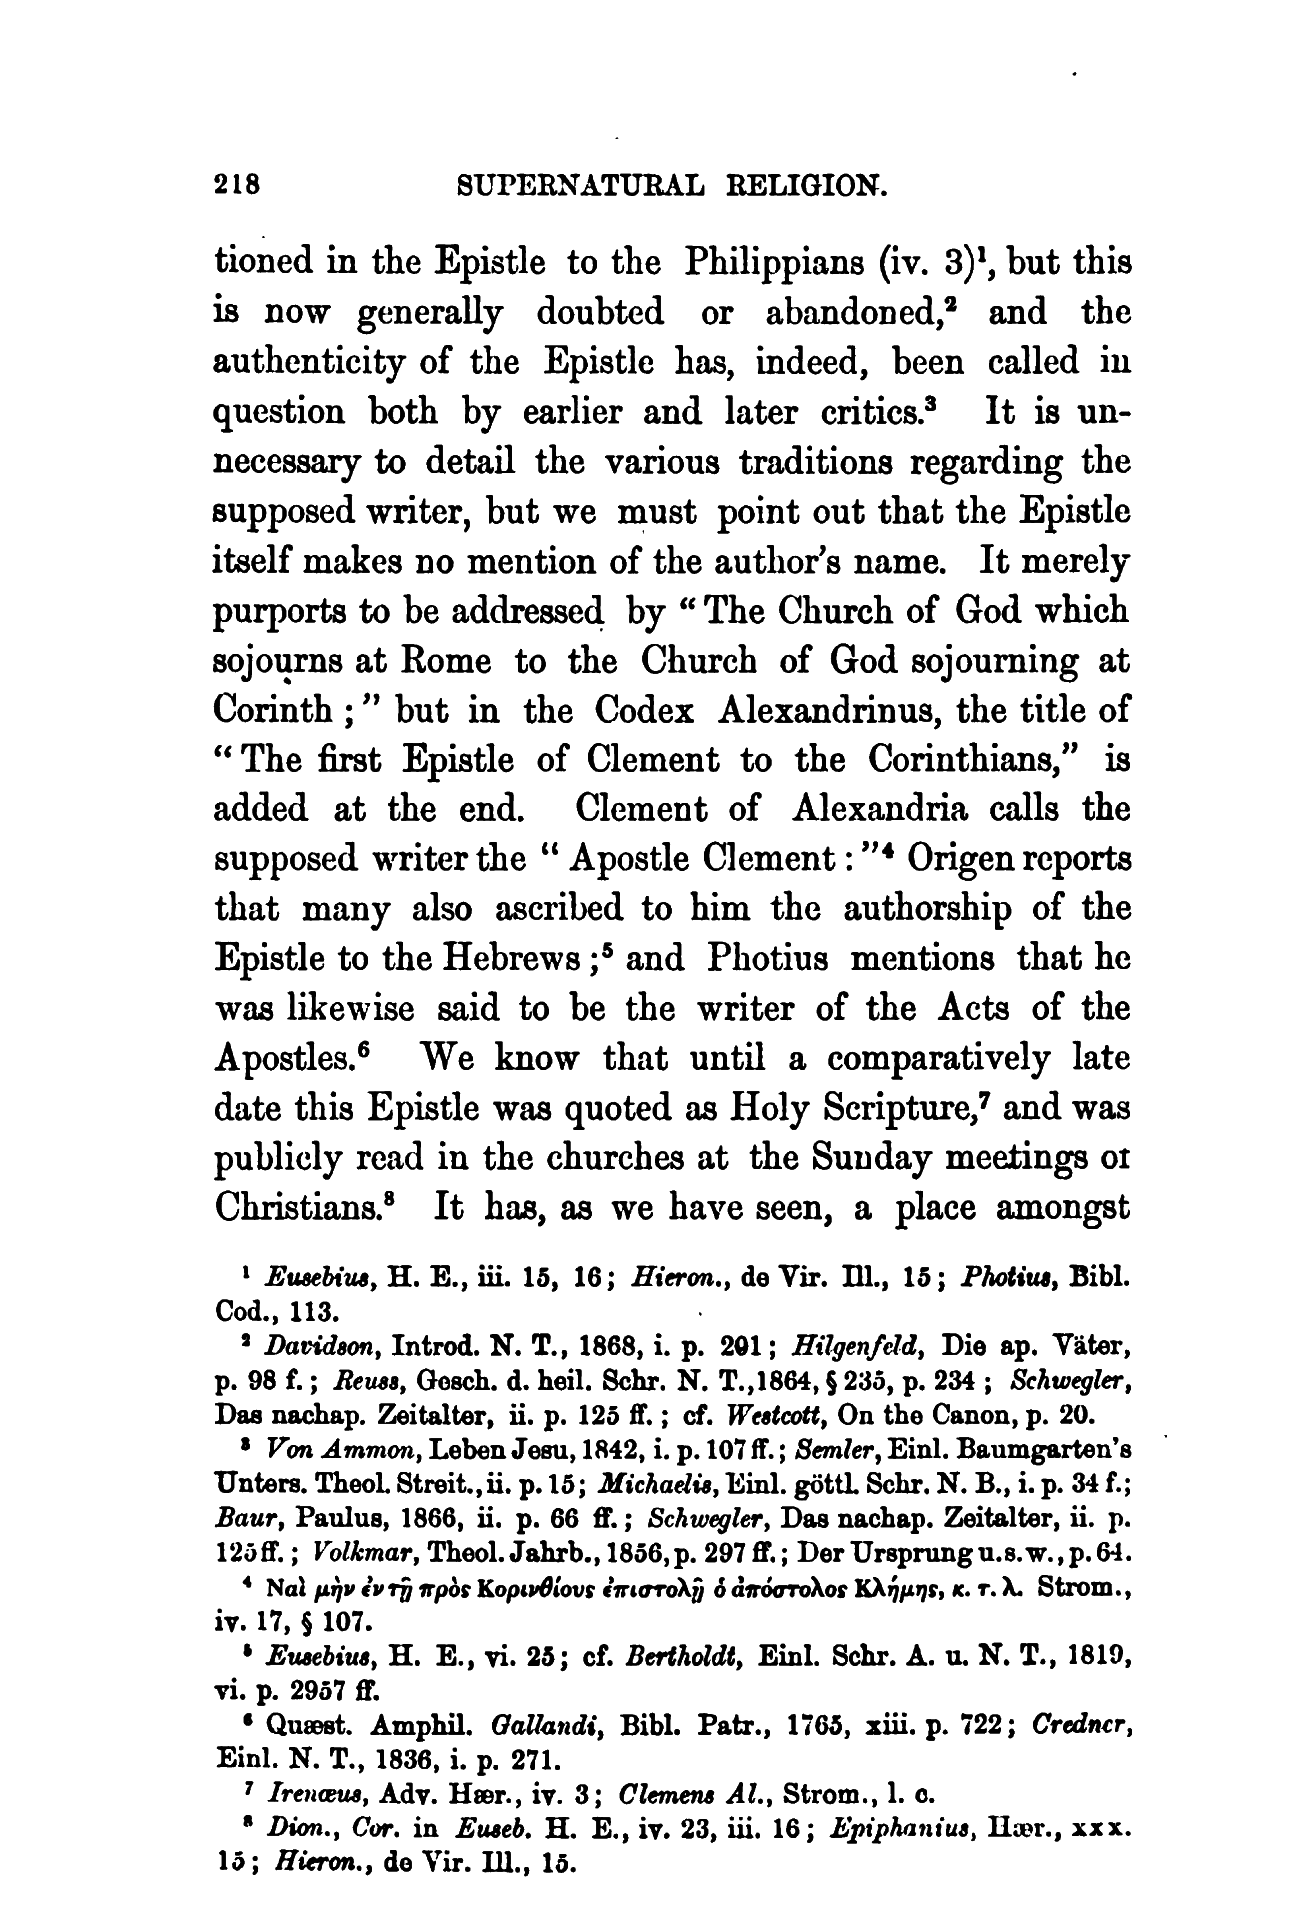 218 SUPERNATURAL RELIGION.
tioned in the Epistle to the Philippians (iv. 3)¹, but this
is now generally doubted or abandoned,² and the
authenticity of the Epistle has, indeed, been called in
question both by earlier and later critics.³ It is un-
necessary to detail the various traditions regarding the
supposed writer, but we must point out that the Epistle
itself makes no mention of the author's name. It merely
purports to be addressed by “The Church of God which
sojourns at Rome to the Church of God sojourning at
Corinth ;” but in the Codex Alexandrinus, the title of
“The first Epistle of Clement to the Corinthians,” is
added at the end. Clement of Alexandria calls the
supposed writer the “Apostle Clement :”⁴ Origen reports
that many also ascribed to him the authorship of the
Epistle to the Hebrews ;⁵ and Photius mentions that he
was likewise said to be the writer of the Acts of the
Apostles.⁶ We know that until a comparatively late
date this Epistle was quoted as Holy Scripture,⁷ and was
publicly read in the churches at the Sunday meetings of
Christians.⁸ It has, as we have seen, a place amongst
¹ Eusebius, H. E., iii. 15, 16; Hieron., de Vir. Ill., 15; Photius, Bibl.
Cod., 113.
² Davidson, Introd. N. T., 1868, i. p. 201; Hilgenfeld, Die ap. Väter,
p. 98 f.; Reuss, Gesch. d. heil. Schr. N. T., 1864, § 235, p. 234; Schwegler,
Das nachap. Zeitalter, ii. p. 125 ff.; cf. Westcott, On the Canon, p. 20.
³ Von Ammon, Leben Jesu, 1842, i. p. 107 ff.; Semler, Einl. Baumgarten's
Unters. Theol. Streit., ii. p. 15; Michaelis, Einl. göttl. Schr. N. B., i. p. 34 f.;
Baur, Paulus, 1866, ii. p. 66 ff.; Schwegler, Das nachap. Zeitalter, ii. p.
125 ff.; Volkmar, Theol. Jahrb., 1856, p. 297 ff.; Der Ursprung u.s.w., p. 64.
⁴ Ναὶ μὴν ἐν τῇ πρὸς Κορινθίους ἐπιστολῇ ὁ ἀπόστολος Κλήμης, κ. τ. λ. Strom.,
iv. 17, § 107.
⁵ Eusebius, H. E., vi. 25; cf. Bertholdt, Einl. Schr. A. u. N. T., 1819,
vi. p. 2957 ff.
⁶ Quæst. Amphil. Gallandi, Bibl. Patr., 1765, xiii. p. 722; Credner,
Einl. N. T., 1836, i. p. 271.
⁷ Irenæus, Adv. Hær., iv. 3; Clemens Al., Strom., l. c.
⁸ Dion., Cor. in Euseb. H. E., iv. 23, iii. 16; Epiphanius, Hær., xxx.
15; Hieron., de Vir. Ill., 15.